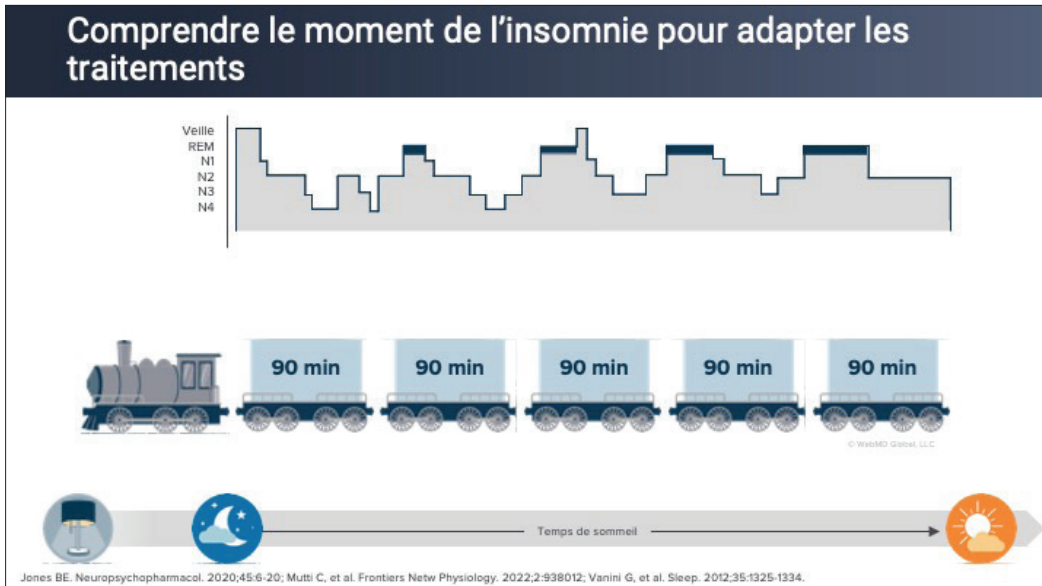 Comprendre le moment de l'insomnie pour adapter les
traitements
Veille
REM
N1
N2
N3
N4
90 min
90 min
90 min
90 min
90 min
© WebMD Global, LLC
Temps de sommeil
Jones BE. Neuropsychopharmacol. 2020;45:6-20; Mutti C, et al. Frontiers Netw Physiology. 2022;2:938012; Vanini G, et al. Sleep. 2012;35:1325-1334.